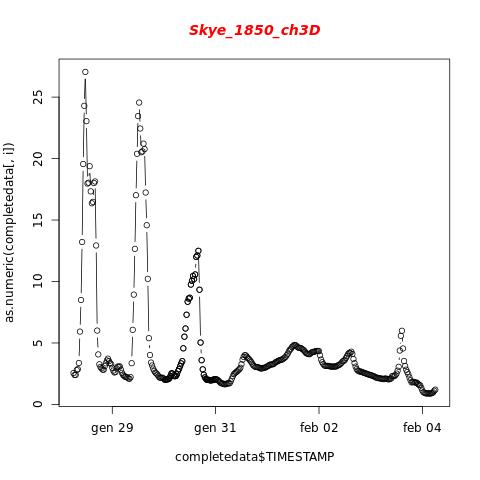 Skye_1850_ch3D
as.numeric(completedata[, i])
25
20
15
10
5
0
gen 29
gen 31
feb 02
feb 04
completedata$TIMESTAMP